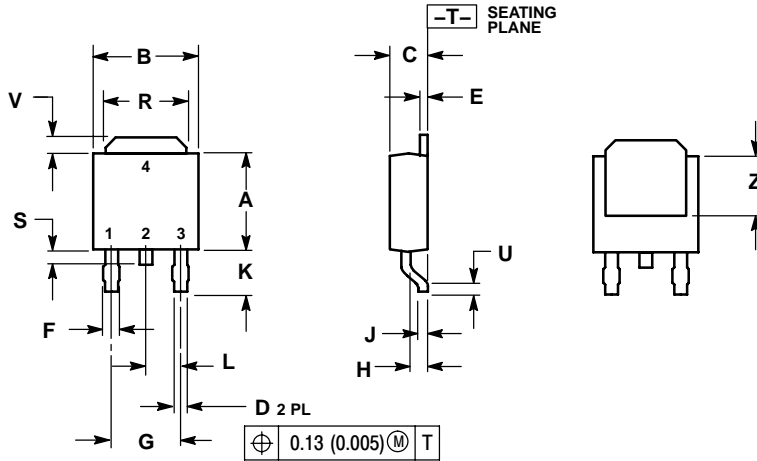 –T– SEATING
PLANE
B
C
V
R
E
4
Z
A
S
1 2 3
U
K
F
J
L
H
D 2 PL
G
⌖ 0.13 (0.005) Ⓜ T